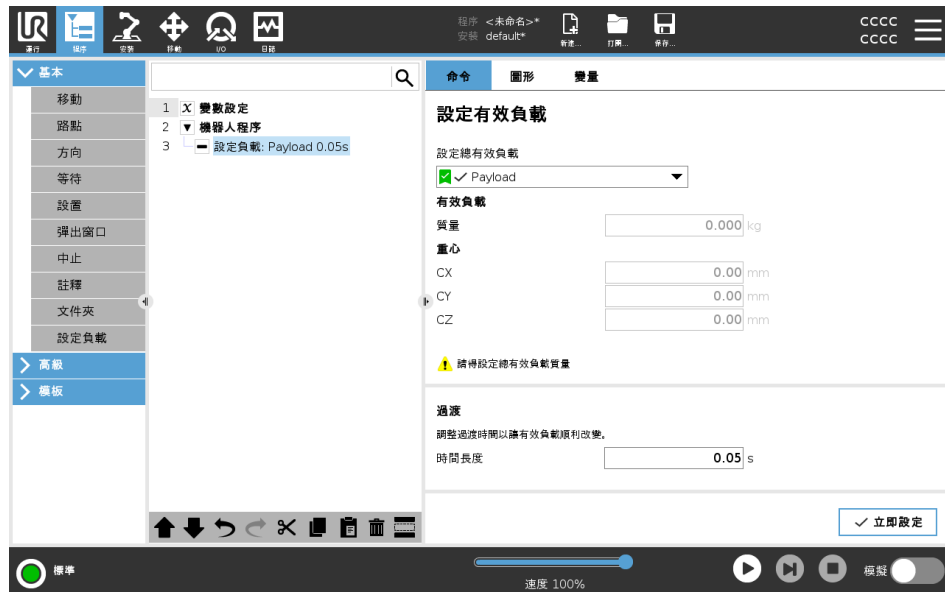 UR
運行
程序
安裝
移動
I/O
日誌
程序 <未命名>*
安裝 default*
新建...
打開...
保存...
cccc
cccc
基本
移動
路點
方向
等待
設置
彈出窗口
中止
註釋
文件夾
設定負載
高級
模板
1 X 變數設定
2 機器人程序
3 設定負載: Payload 0.05s
命令 圖形 變量
設定有效負載
設定總有效負載
Payload
有效負載
質量 0.000 kg
重心
CX 0.00 mm
CY 0.00 mm
CZ 0.00 mm
請得設定總有效負載質量
過渡
調整過渡時間以讓有效負載順利改變。
時間長度 0.05 s
立即設定
標準
速度 100%
模擬